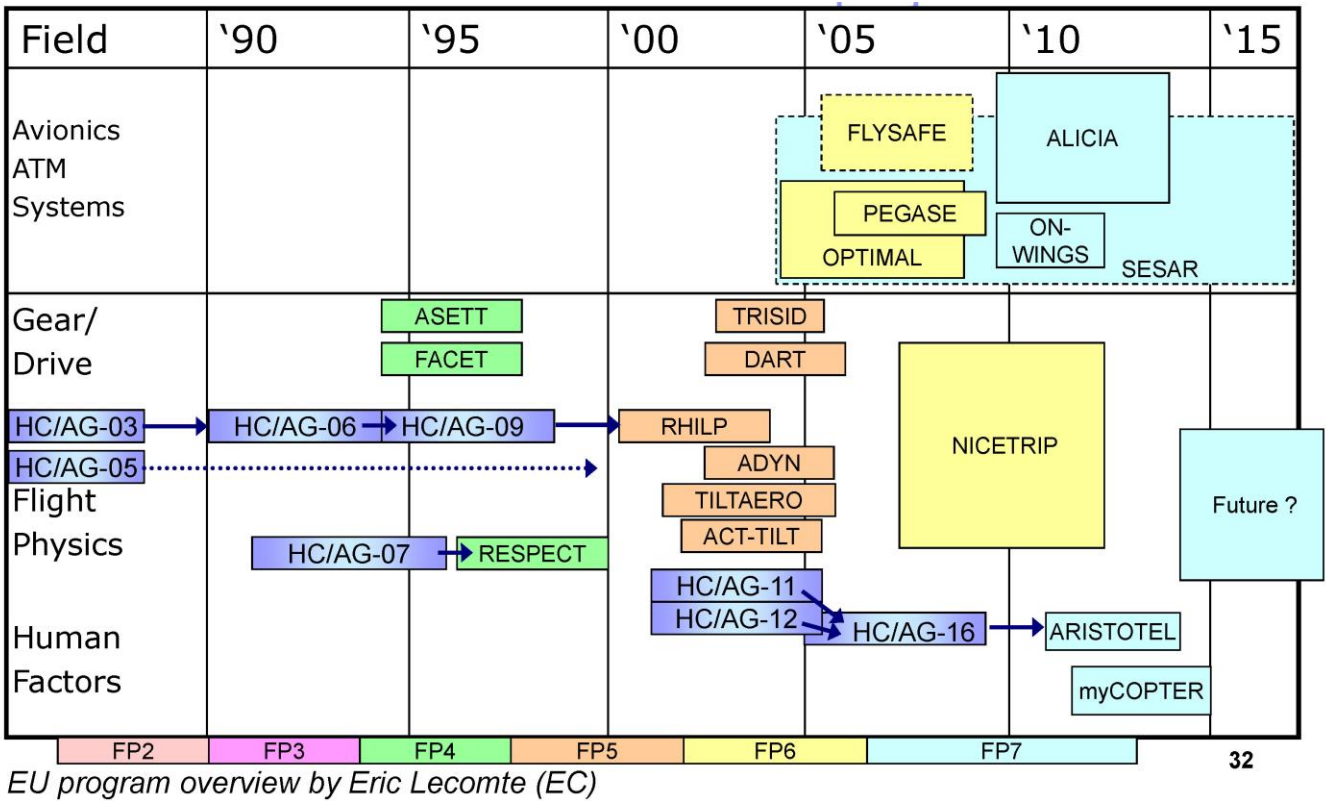 Field '90 '95 '00 '05 '10 '15
Avionics
ATM
Systems
FLYSAFE
ALICIA
PEGASE
OPTIMAL
ON-
WINGS
SESAR
Gear/
Drive
ASETT
TRISID
FACET
DART
HC/AG-03
HC/AG-06
HC/AG-09
RHILP
NICETRIP
HC/AG-05
ADYN
Flight
Physics
TILTAERO
Future ?
ACT-TILT
HC/AG-07
RESPECT
HC/AG-11
HC/AG-12
HC/AG-16
ARISTOTEL
Human
Factors
myCOPTER
FP2 FP3 FP4 FP5 FP6 FP7
32
EU program overview by Eric Lecomte (EC)